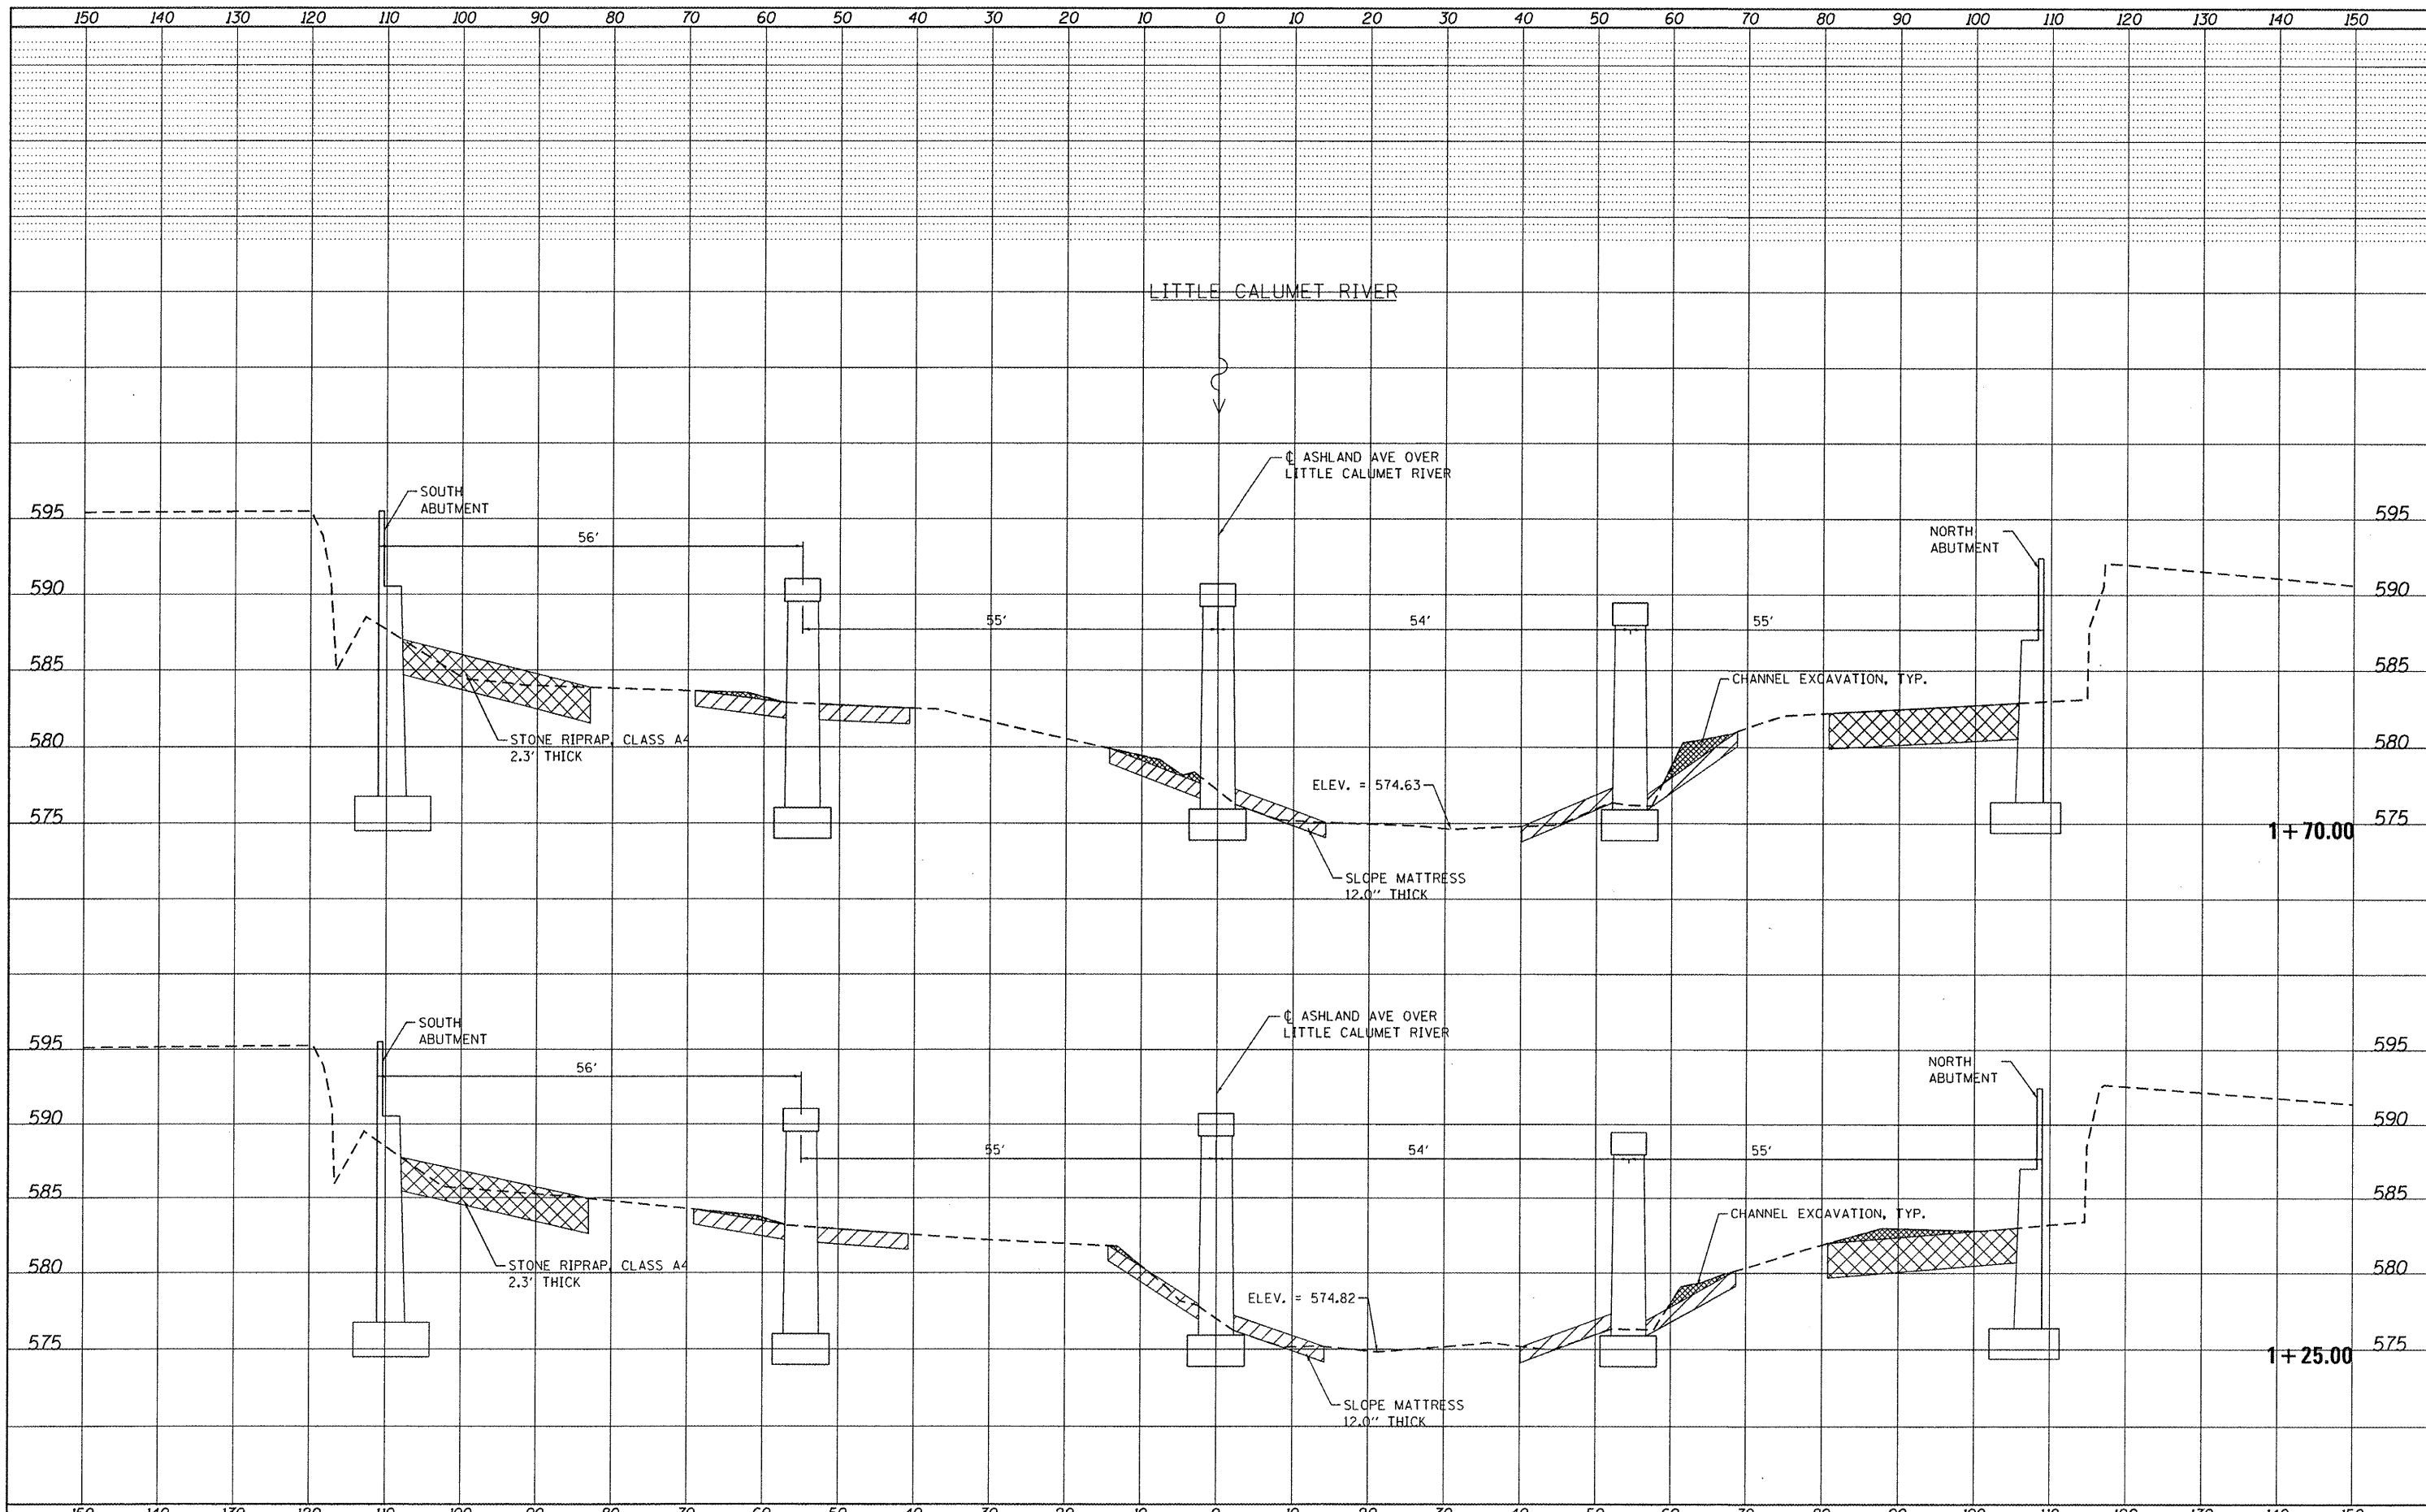 150 140 130 120 110 100 90 80 70 60 50 40 30 20 10 0 10 20 30 40 50 60 70 80 90 100 110 120 130 140 150
LITTLE CALUMET RIVER
℄ ASHLAND AVE OVER
LITTLE CALUMET RIVER
SOUTH
ABUTMENT
595
595
NORTH
ABUTMENT
56'
590
590
55'
54'
55'
585
585
CHANNEL EXCAVATION, TYP.
STONE RIPRAP, CLASS A4
2.3' THICK
580
580
ELEV. = 574.63
575
575
1+70.00
SLOPE MATTRESS
12.0" THICK
℄ ASHLAND AVE OVER
LITTLE CALUMET RIVER
SOUTH
ABUTMENT
595
595
NORTH
ABUTMENT
56'
590
590
55'
54'
55'
585
585
CHANNEL EXCAVATION, TYP.
STONE RIPRAP, CLASS A4
2.3' THICK
580
580
ELEV. = 574.82
575
575
1+25.00
SLOPE MATTRESS
12.0" THICK